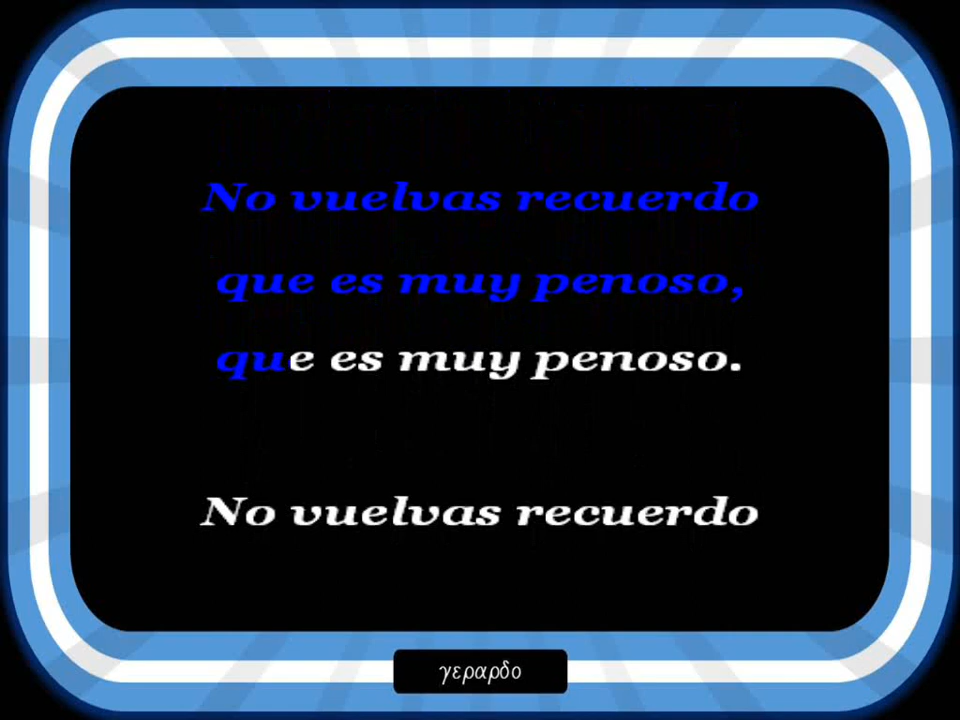 No vuelvas recuerdo
que es muy penoso,
que es muy penoso.
No vuelvas recuerdo
γεραρδο